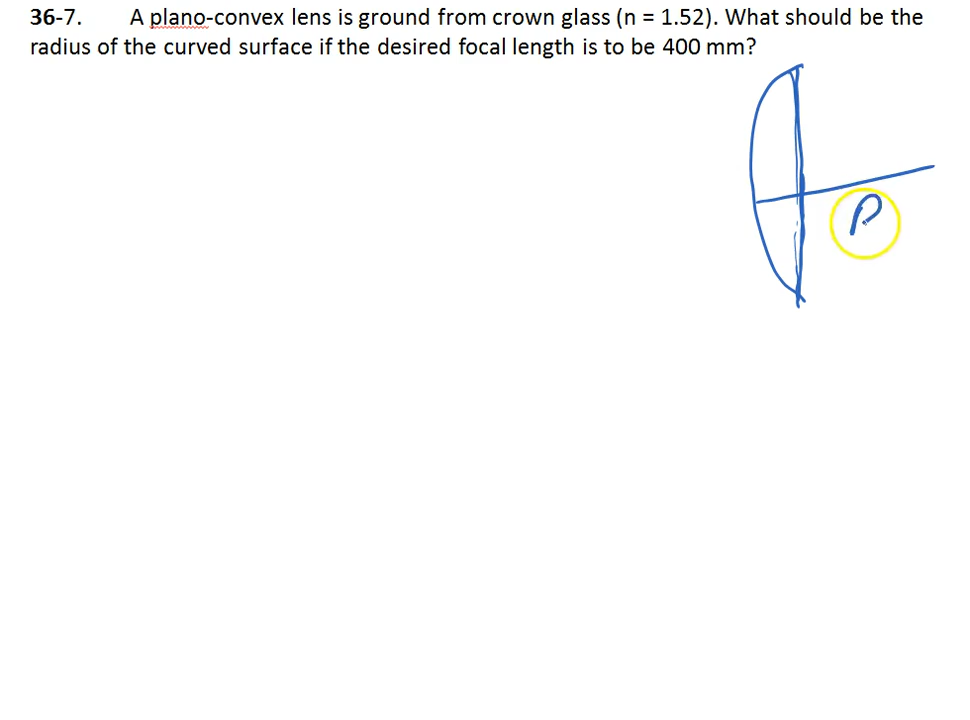 36-7. A plano-convex lens is ground from crown glass (n = 1.52). What should be the
radius of the curved surface if the desired focal length is to be 400 mm?